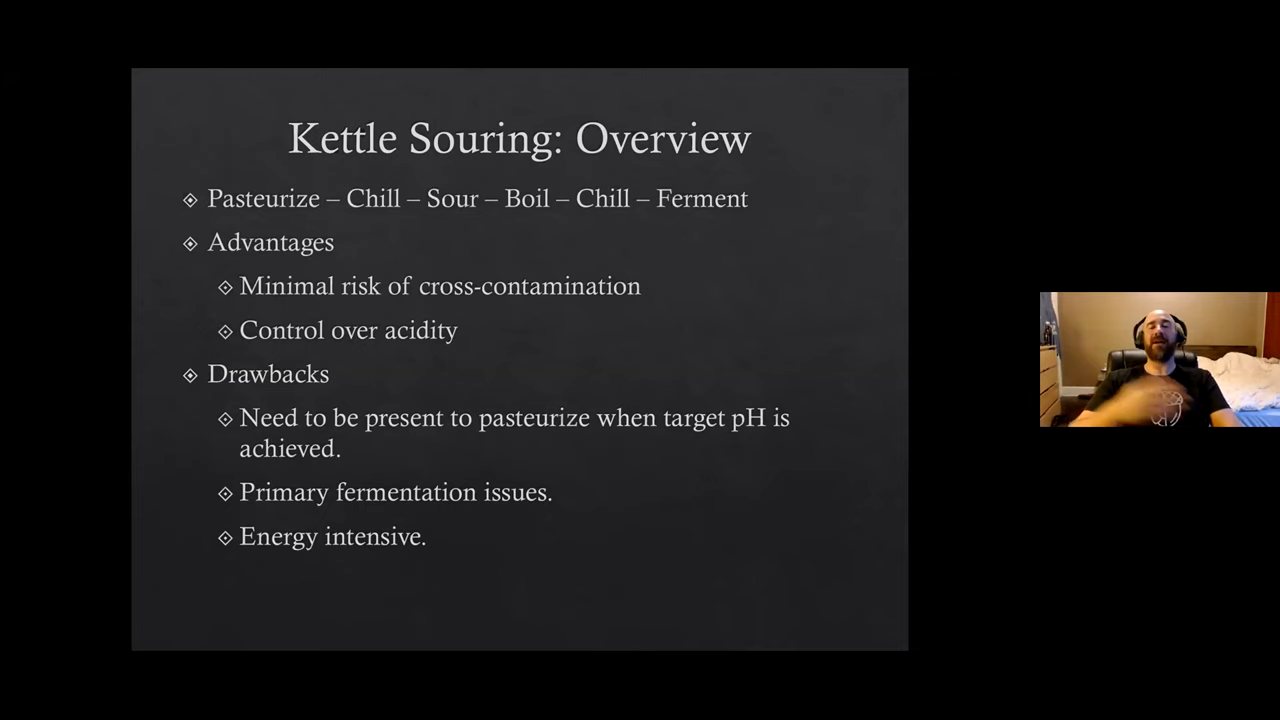 Kettle Souring: Overview
Pasteurize – Chill – Sour – Boil – Chill – Ferment
Advantages
Minimal risk of cross-contamination
Control over acidity
Drawbacks
Need to be present to pasteurize when target pH is
achieved.
Primary fermentation issues.
Energy intensive.